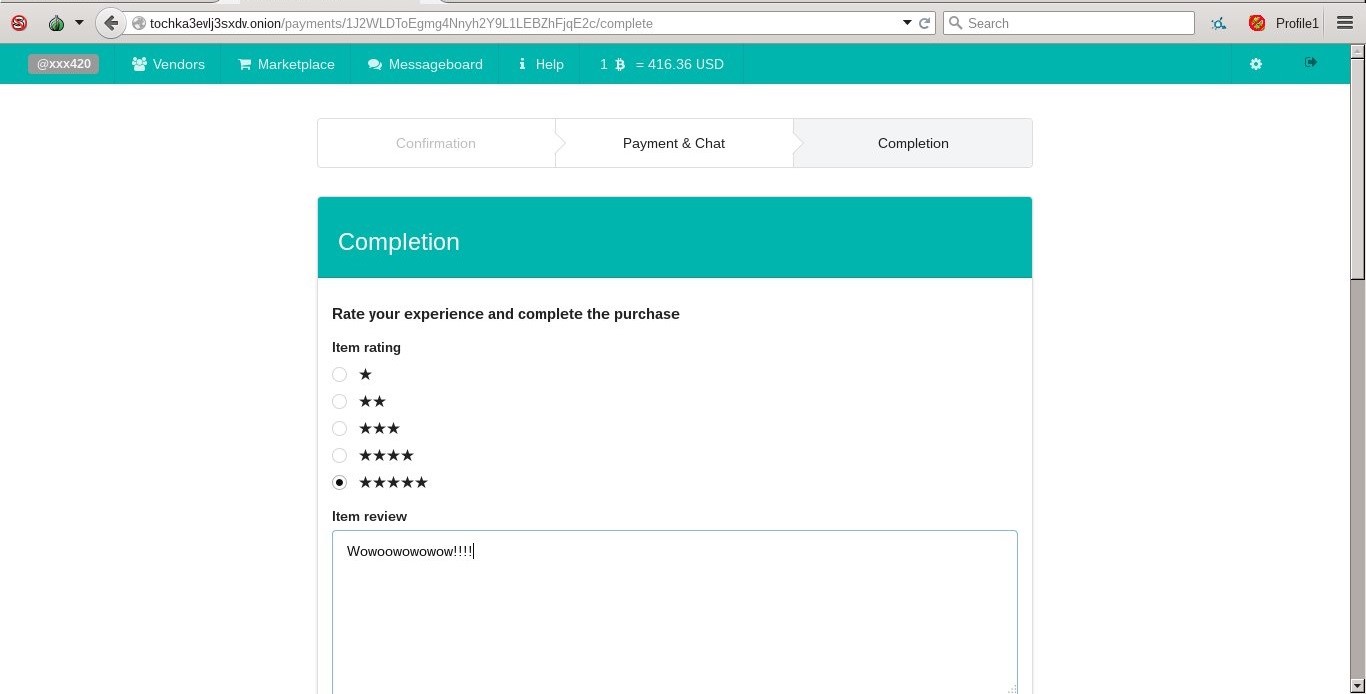 tochka3evlj3sxdv.onion/payments/1J2WLDToEgmg4Nnyh2Y9L1LEBZhFjqE2c/complete
Search
Profile1
@xxx420 Vendors Marketplace Messageboard Help 1 ₿ = 416.36 USD
Confirmation Payment & Chat Completion
Completion
Rate your experience and complete the purchase
Item rating
★
★★
★★★
★★★★
★★★★★
Item review
Wowoowowowow!!!!